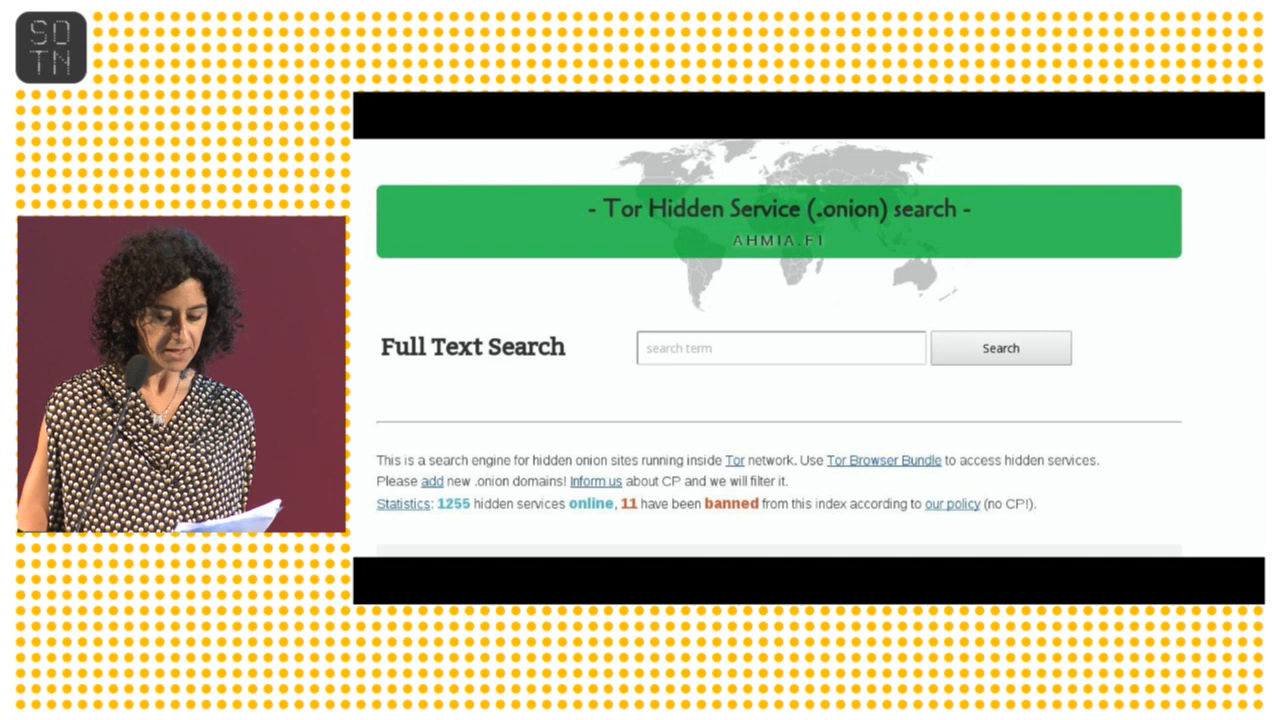 SO
TN
- Tor Hidden Service (.onion) search -
AHMIA.FI
Full Text Search
search term
Search
This is a search engine for hidden onion sites running inside Tor network. Use Tor Browser Bundle to access hidden services.
Please add new .onion domains! Inform us about CP and we will filter it.
Statistics: 1255 hidden services online, 11 have been banned from this index according to our policy (no CP!).